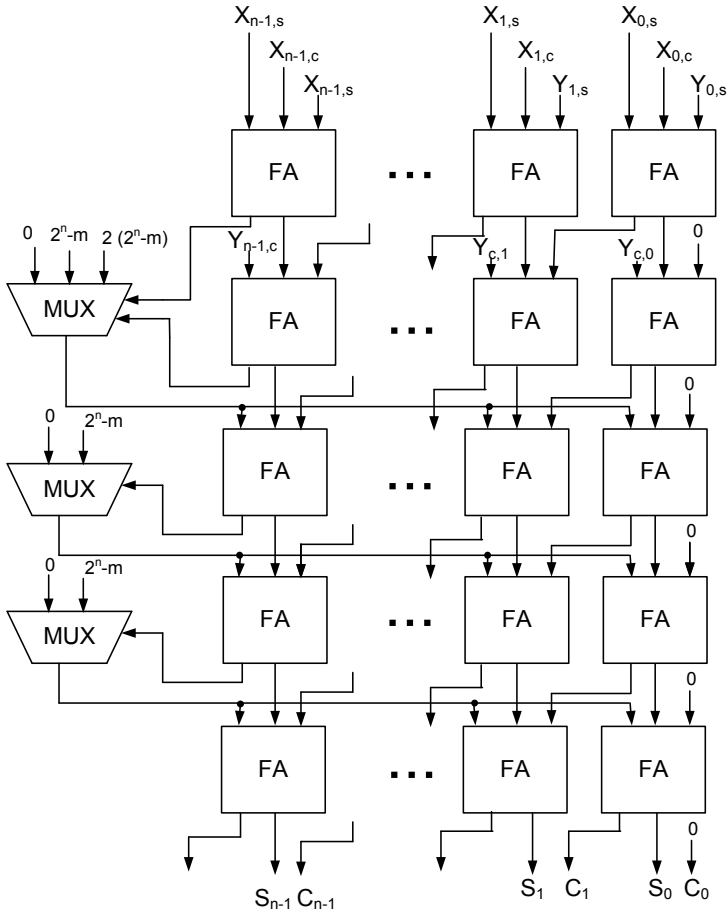 Xn-1,s X1,s X0,s
Xn-1,c X1,c X0,c
Xn-1,s Y1,s Y0,s
FA ... FA FA
0 2ⁿ-m 2 (2ⁿ-m) Yn-1,c Yc,1 Yc,0 0
MUX FA ... FA FA
0
0 2ⁿ-m
MUX FA ... FA FA
0
0 2ⁿ-m
MUX FA ... FA FA
0
FA ... FA FA
0
Sn-1 Cn-1 S1 C1 S0 C0